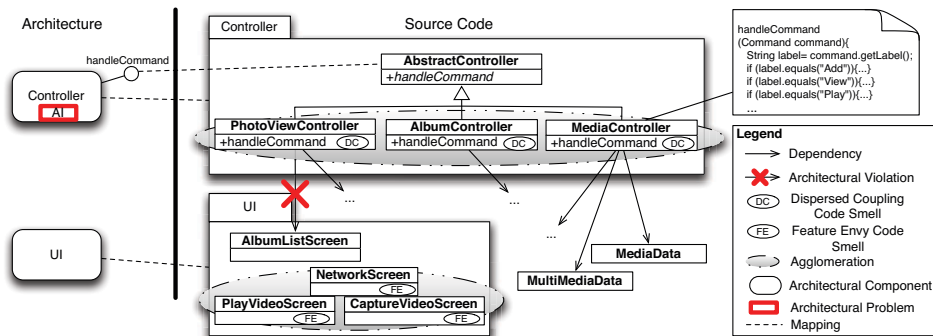 Architecture
Source Code
handleCommand
Controller
AI
UI
Controller
AbstractController
+handleCommand
PhotoViewController
+handleCommand
DC
AlbumController
+handleCommand
DC
MediaController
+handleCommand
DC
...
...
...
UI
AlbumListScreen
NetworkScreen
FE
PlayVideoScreen
FE
CaptureVideoScreen
FE
MultiMediaData
MediaData
handleCommand
(Command command){
String label= command.getLabel();
if (label.equals("Add")){...}
if (label.equals("View")){...}
if (label.equals("Play")){...}
...
Legend
Dependency
Architectural Violation
DC
Dispersed Coupling
Code Smell
FE
Feature Envy Code
Smell
Agglomeration
Architectural Component
Architectural Problem
Mapping